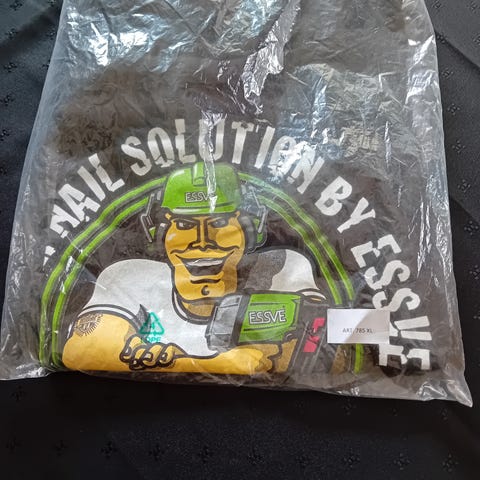 NAIL SOLUTION BY ESSVE
ESSVE
ESSVE
ART. 785 XL